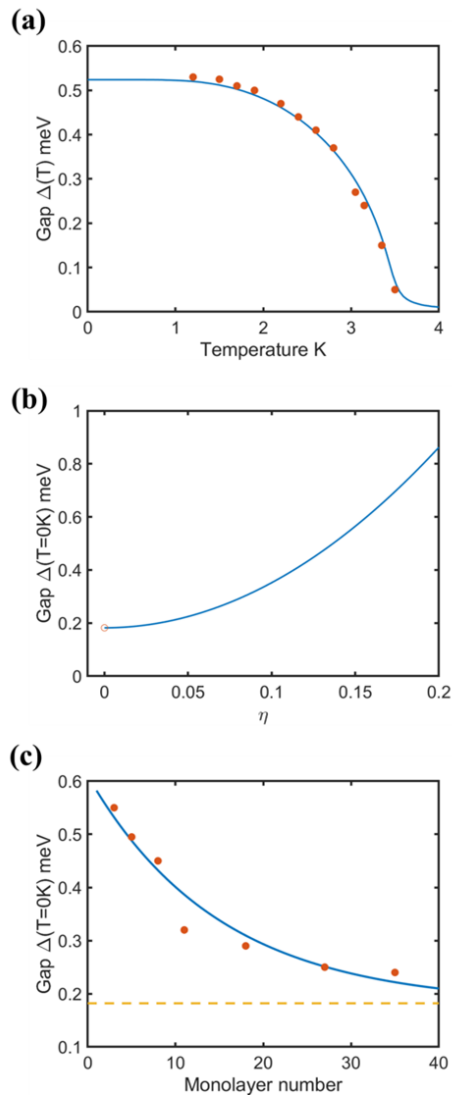 (a)
0.6
0.5
0.4
0.3
0.2
0.1
0
Gap Δ(T) meV
0 1 2 3 4
Temperature K
(b)
1
0.8
0.6
0.4
0.2
0
Gap Δ(T=0K) meV
0 0.05 0.1 0.15 0.2
η
(c)
0.6
0.5
0.4
0.3
0.2
0.1
Gap Δ(T=0K) meV
0 10 20 30 40
Monolayer number